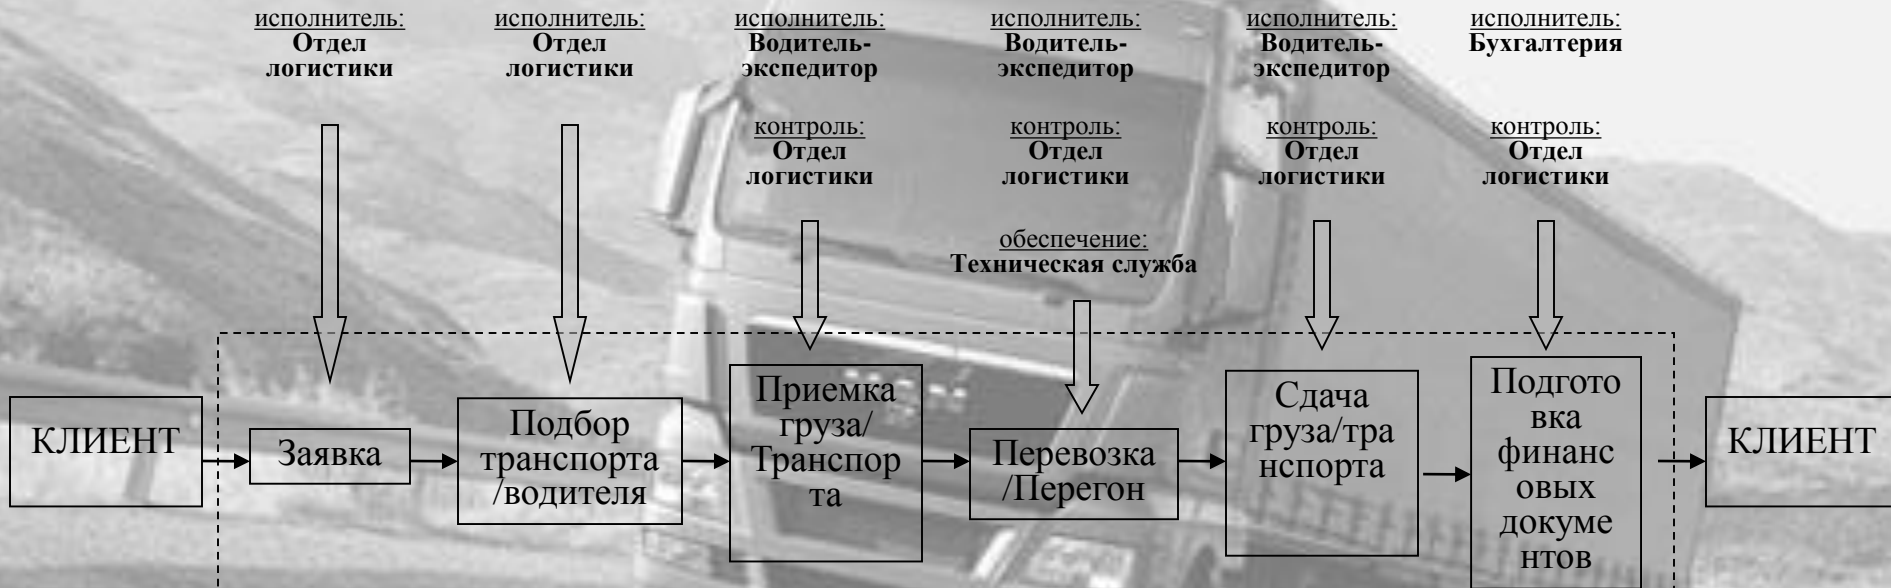 исполнитель:
Отдел
логистики
исполнитель:
Отдел
логистики
исполнитель:
Водитель-
экспедитор
контроль:
Отдел
логистики
исполнитель:
Водитель-
экспедитор
контроль:
Отдел
логистики
обеспечение:
Техническая служба
исполнитель:
Водитель-
экспедитор
контроль:
Отдел
логистики
исполнитель:
Бухгалтерия
контроль:
Отдел
логистики
КЛИЕНТ
Заявка
Подбор
транспорта
/водителя
Приемка
груза/
Транспор
та
Перевозка
/Перегон
Сдача
груза/тра
нспорта
Подгото
вка
финанс
овых
докуме
нтов
КЛИЕНТ